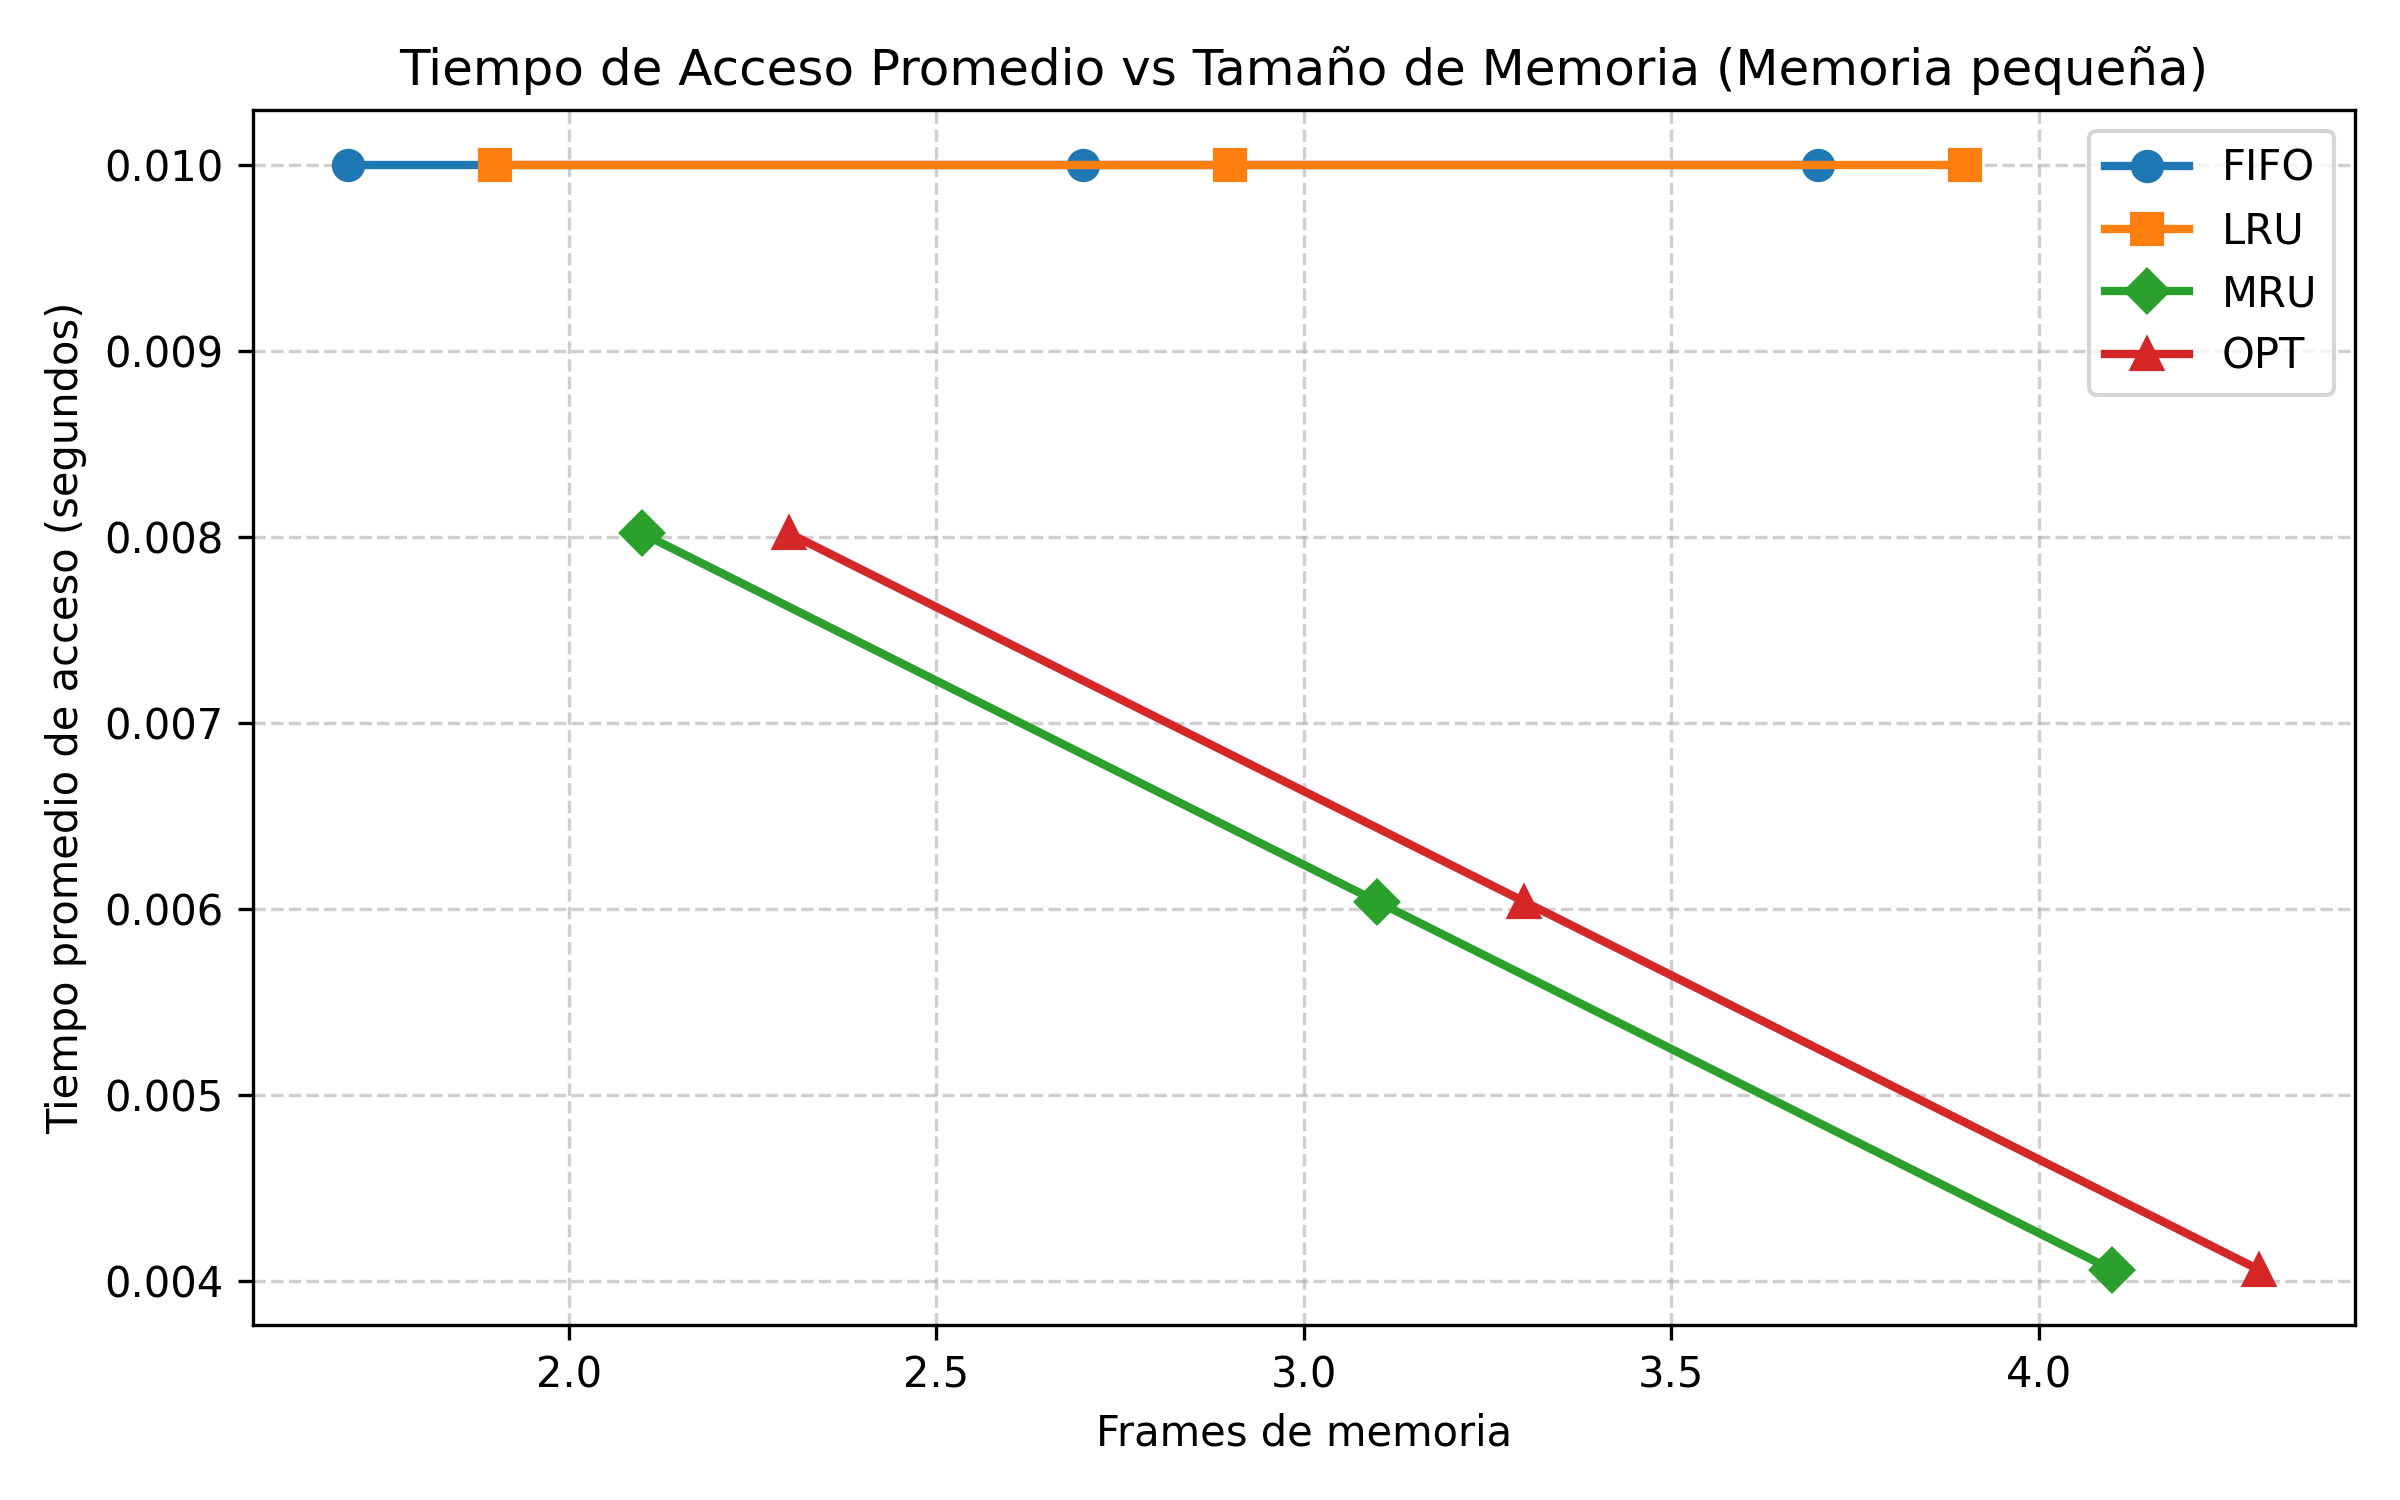 Tiempo de Acceso Promedio vs Tamaño de Memoria (Memoria pequeña)
FIFO
LRU
MRU
OPT
0.010
0.009
0.008
0.007
0.006
0.005
0.004
Tiempo promedio de acceso (segundos)
2.0 2.5 3.0 3.5 4.0
Frames de memoria